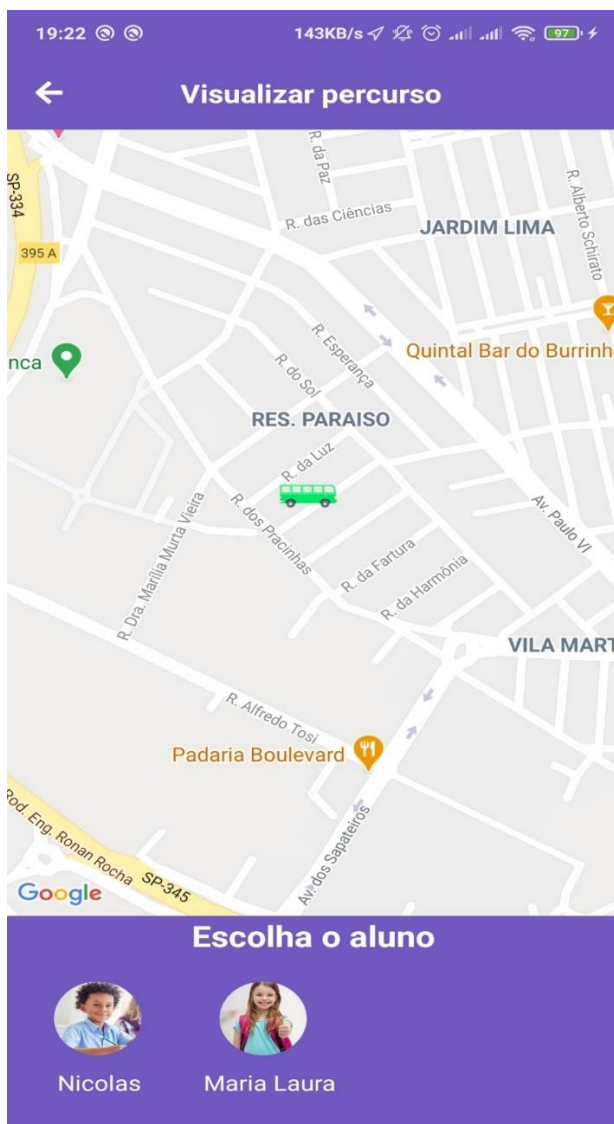 19:22 143KB/s 97
Visualizar percurso
R. da Paz
SP-334
R. das Ciências
R. Alberto Schirato
JARDIM LIMA
395 A
R. Esperança
Quintal Bar do Burrinh
nca
R. do Sol
RES. PARAISO
R. da Luz
R. Dra. Marília Murta Vieira
R. dos Pracinhas
Av. Paulo VI
R. da Fartura
R. da Harmônia
VILA MART
R. Alfredo Tosi
Padaria Boulevard
Rod. Eng. Ronan Rocha
SP-345
Av. dos Sapateiros
Google
Escolha o aluno
Nicolas Maria Laura